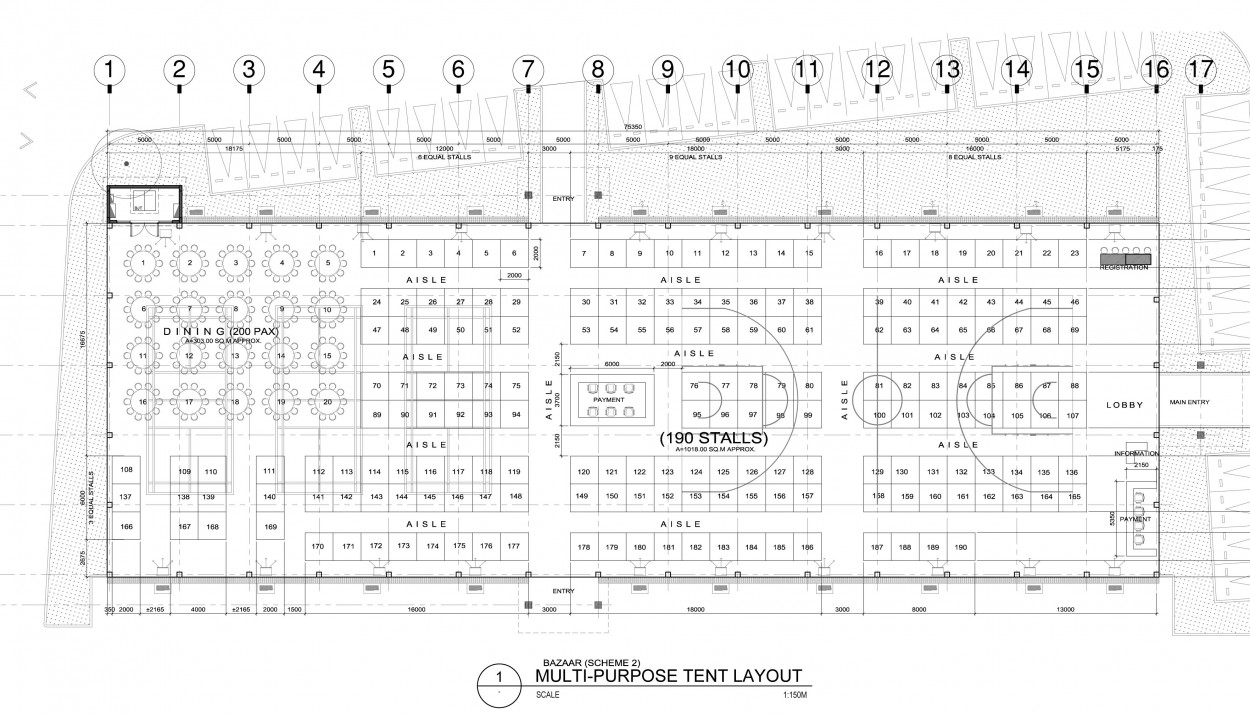 1 2 3 4 5 6 7 8 9 10 11 12 13 14 15 16 17
75350
5000 5000 5000 5000 5000 5000 5000 5000 5000 5000 5000 5000 5000 5000 5000
18175 12000 3000 18000 3000 16000 5175 175
6 EQUAL STALLS 9 EQUAL STALLS 8 EQUAL STALLS
ENTRY
1 2 3 4 5 6 7 8 9 10 11 12 13 14 15 16 17 18 19 20 21 22 23
2000
1 2 3 4 5
REGISTRATION
2000
AISLE AISLE AISLE
24 25 26 27 28 29 30 31 32 33 34 35 36 37 38 39 40 41 42 43 44 45 46
6 7 8 9 10
47 48 49 50 51 52 53 54 55 56 57 58 59 60 61 62 63 64 65 66 67 68 69
DINING (200 PAX)
A=303.00 SQ.M APPROX.
16675
11 12 13 14 15
AISLE AISLE AISLE
2150
6000 2000
70 71 72 73 74 75 76 77 78 79 80 81 82 83 84 85 86 87 88
16 17 18 19 20
AISLE 3700 PAYMENT AISLE
LOBBY MAIN ENTRY
89 90 91 92 93 94 95 96 97 98 99 100 101 102 103 104 105 106 107
(190 STALLS)
A=1018.00 SQ.M APPROX.
2150
AISLE AISLE
INFORMATION
2150
108 109 110 111 112 113 114 115 116 117 118 119 120 121 122 123 124 125 126 127 128 129 130 131 132 133 134 135 136
137 138 139 140 141 142 143 144 145 146 147 148 149 150 151 152 153 154 155 156 157 158 159 160 161 162 163 164 165
6000
3 EQUAL STALLS
5350
PAYMENT
166 167 168 169
AISLE AISLE AISLE
170 171 172 173 174 175 176 177 178 179 180 181 182 183 184 185 186 187 188 189 190
2675
ENTRY
350 2000 ±2165 4000 ±2165 2000 1500 16000 3000 18000 3000 8000 13000
BAZAAR (SCHEME 2)
1 MULTI-PURPOSE TENT LAYOUT
SCALE 1:150M